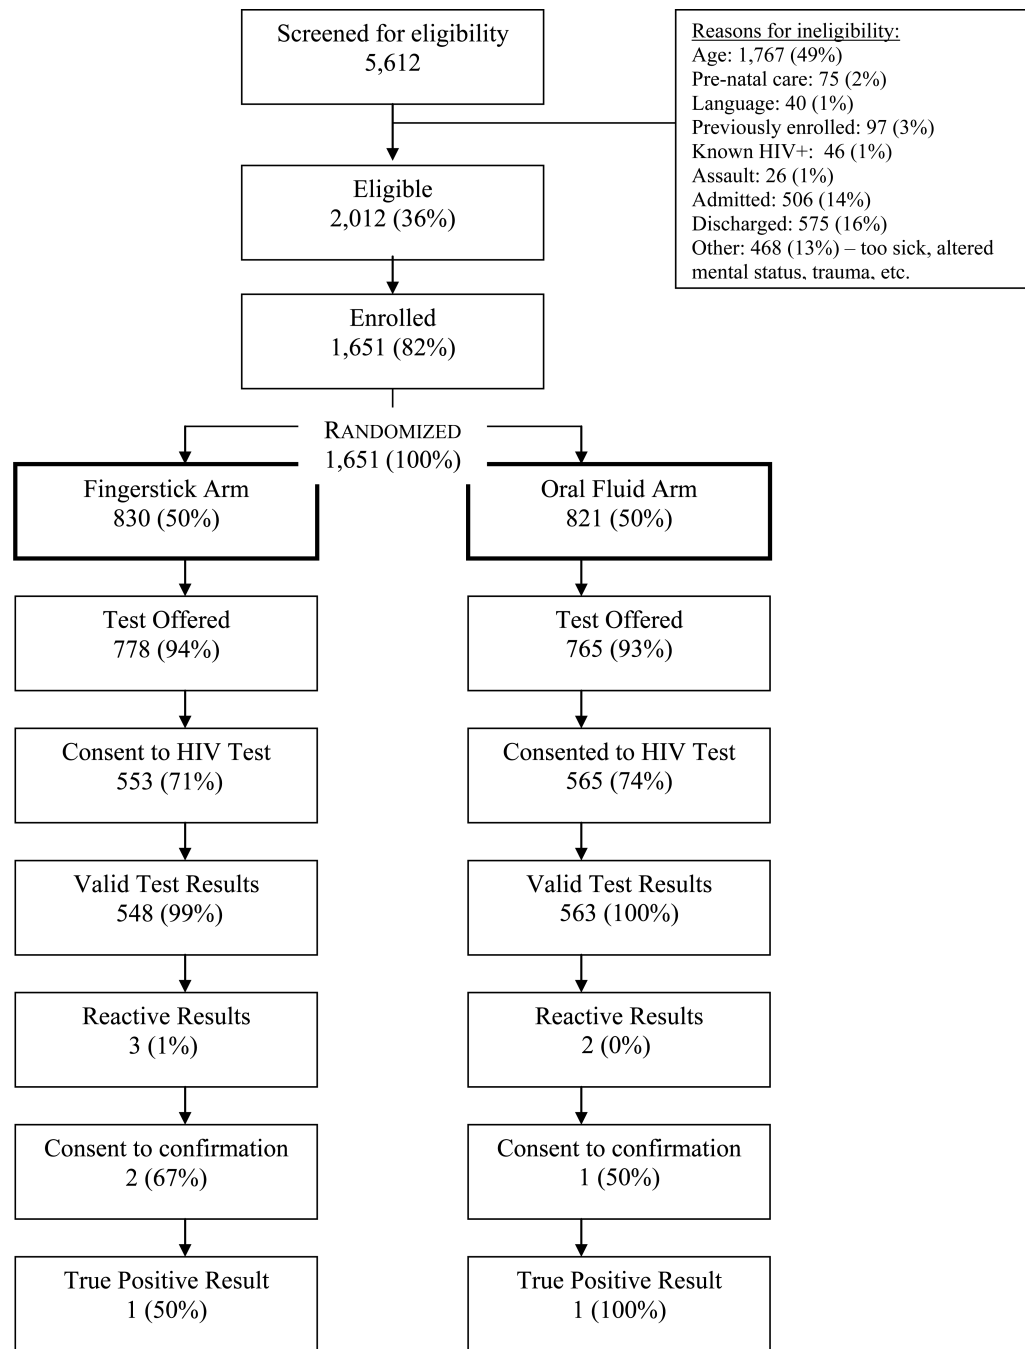 Screened for eligibility
5,612
Reasons for ineligibility:
Age: 1,767 (49%)
Pre-natal care: 75 (2%)
Language: 40 (1%)
Previously enrolled: 97 (3%)
Known HIV+:  46 (1%)
Assault: 26 (1%)
Admitted: 506 (14%)
Discharged: 575 (16%)
Other: 468 (13%) – too sick, altered
mental status, trauma, etc.
Eligible
2,012 (36%)
Enrolled
1,651 (82%)
RANDOMIZED
1,651 (100%)
Fingerstick Arm
830 (50%)
Oral Fluid Arm
821 (50%)
Test Offered
778 (94%)
Test Offered
765 (93%)
Consent to HIV Test
553 (71%)
Consented to HIV Test
565 (74%)
Valid Test Results
548 (99%)
Valid Test Results
563 (100%)
Reactive Results
3 (1%)
Reactive Results
2 (0%)
Consent to confirmation
2 (67%)
Consent to confirmation
1 (50%)
True Positive Result
1 (50%)
True Positive Result
1 (100%)